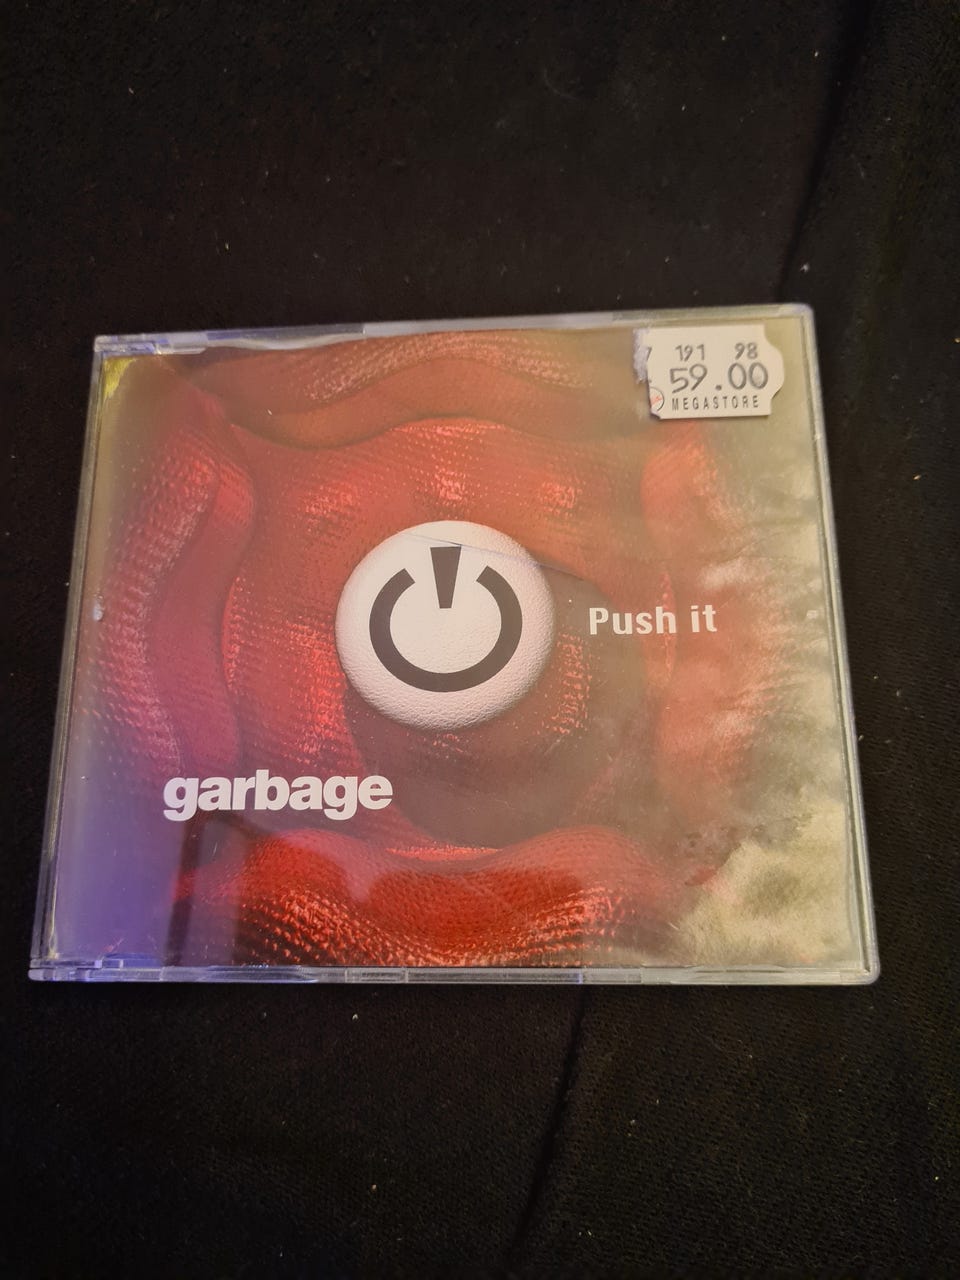 7 191 98
59.00
MEGASTORE
Push it
garbage